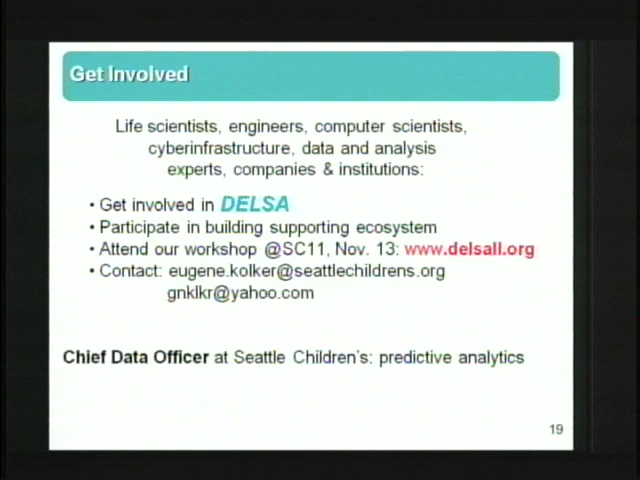 Get Involved
Life scientists, engineers, computer scientists,
cyberinfrastructure, data and analysis
experts, companies & institutions:
• Get involved in DELSA
• Participate in building supporting ecosystem
• Attend our workshop @SC11, Nov. 13: www.delsall.org
• Contact: eugene.kolker@seattlechildrens.org
gnklkr@yahoo.com
Chief Data Officer at Seattle Children's: predictive analytics
19